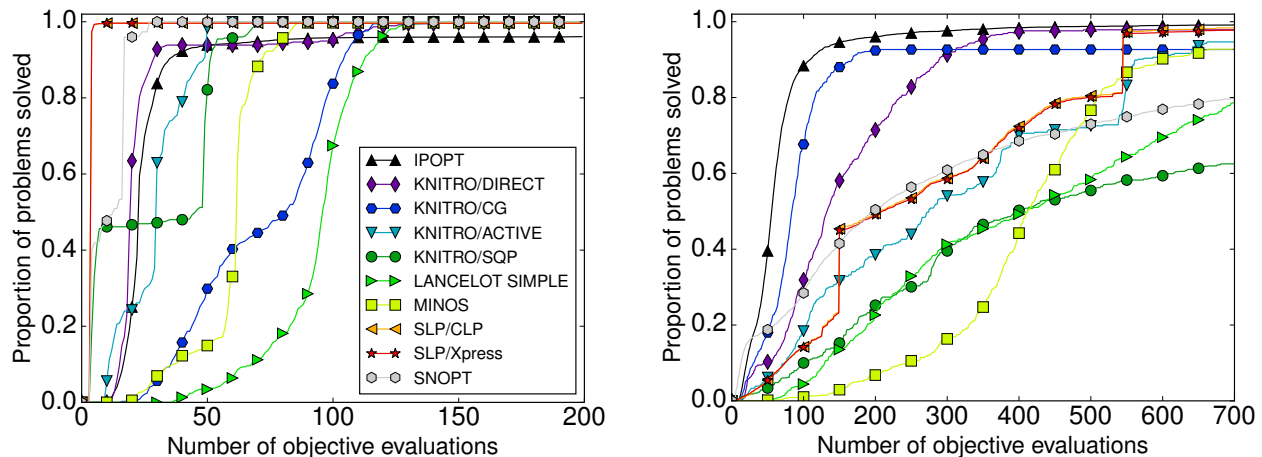 1.0
0.8
0.6
0.4
0.2
0.0
0 50 100 150 200
Proportion of problems solved
Number of objective evaluations
IPOPT
KNITRO/DIRECT
KNITRO/CG
KNITRO/ACTIVE
KNITRO/SQP
LANCELOT SIMPLE
MINOS
SLP/CLP
SLP/Xpress
SNOPT
1.0
0.8
0.6
0.4
0.2
0.0
0 100 200 300 400 500 600 700
Proportion of problems solved
Number of objective evaluations